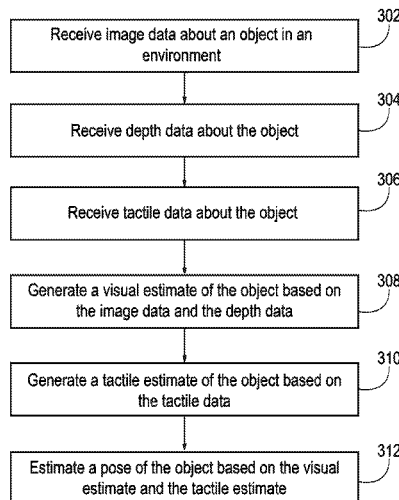 302
Receive image data about an object in an
environment
304
Receive depth data about the object
306
Receive tactile data about the object
308
Generate a visual estimate of the object based on
the image data and the depth data
310
Generate a tactile estimate of the object based on
the tactile data
312
Estimate a pose of the object based on the visual
estimate and the tactile estimate